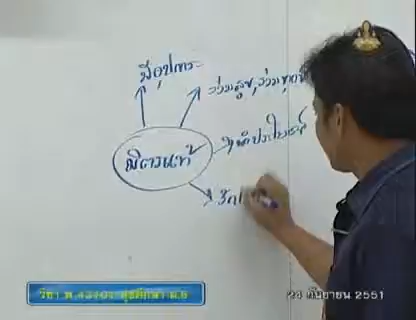 มีอุปการะ
ร่วมสุข,ร่วมทุกข์
แนะประโยชน์
มิตรแท้
รัก
24 กันยายน 2551